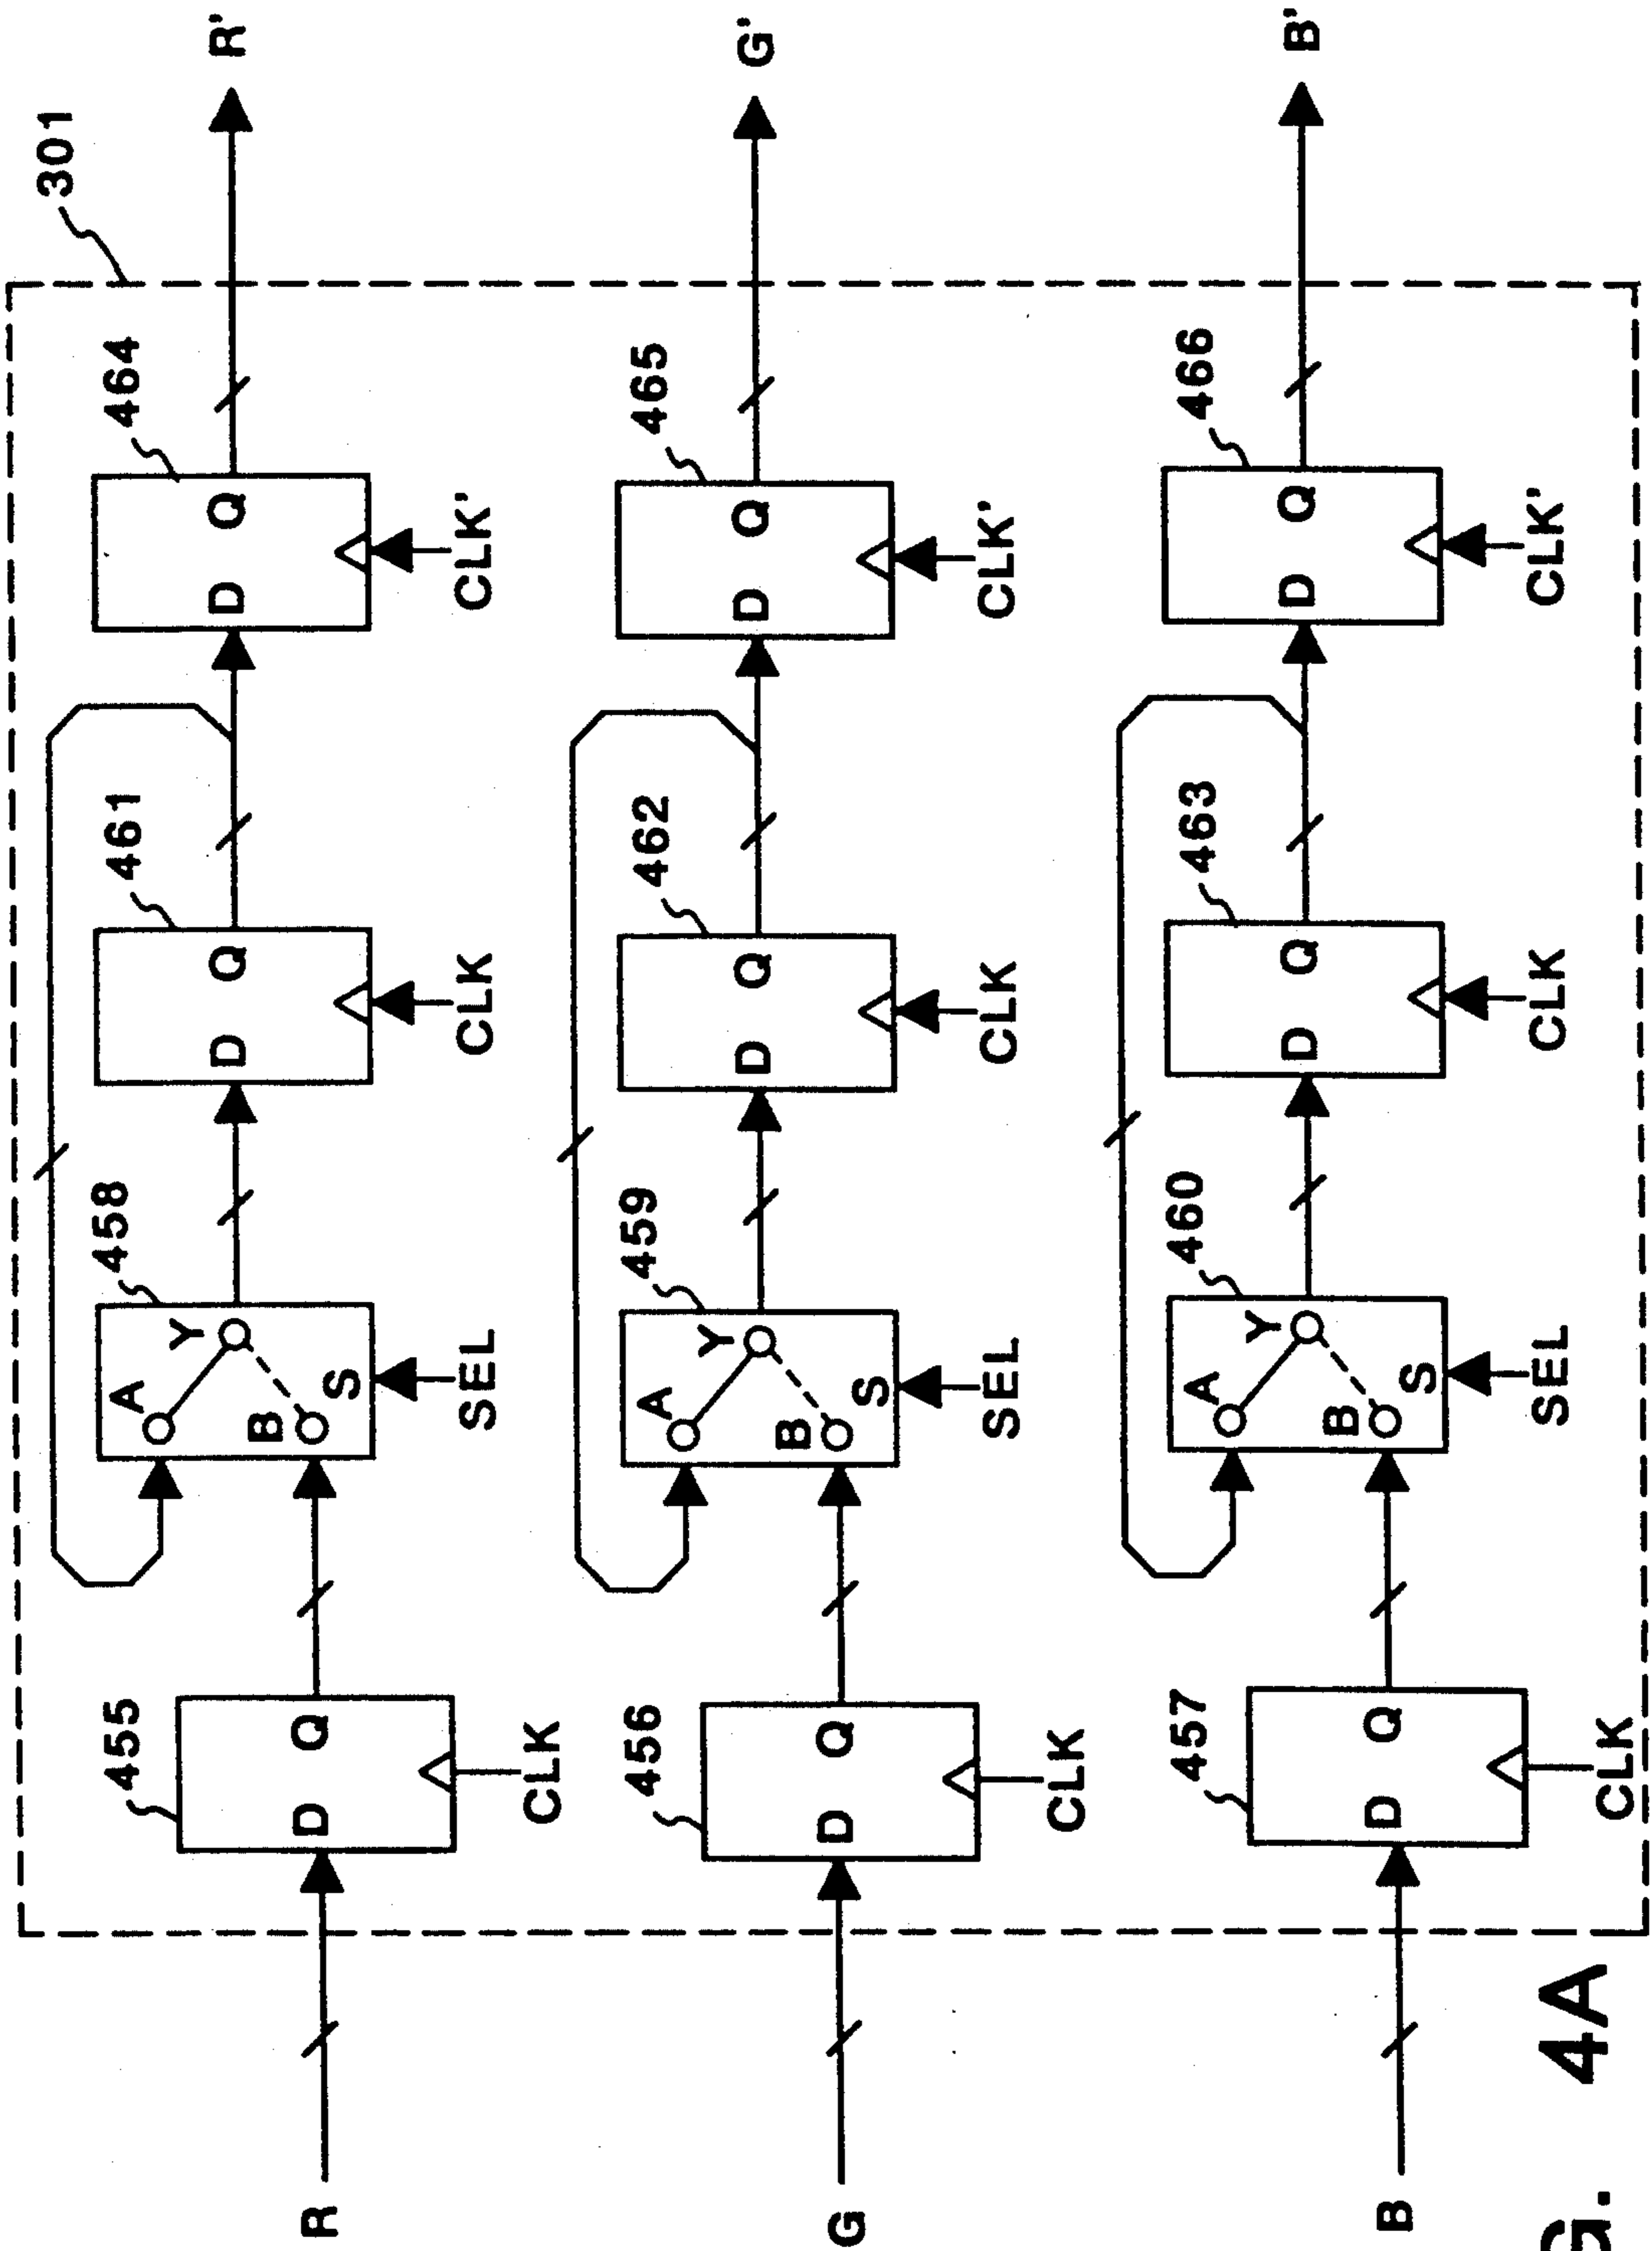 301
R
455
D Q
CLK
458
A
B
Y
S
SEL
461
D Q
CLK
464
D Q
CLK'
R'
G
456
D Q
CLK
459
A
B
Y
S
SEL
462
D Q
CLK
465
D Q
CLK'
G'
B
457
D Q
CLK
460
A
B
Y
S
SEL
463
D Q
CLK
466
D Q
CLK'
B'
G. 4A